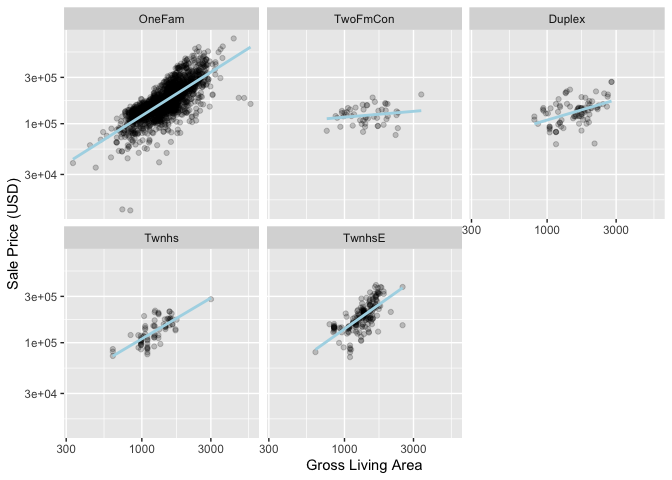 OneFam TwoFmCon Duplex
3e+05
1e+05
3e+04
300 1000 3000
Twnhs TwnhsE
3e+05
1e+05
3e+04
300 1000 3000 300 1000 3000
Sale Price (USD)
Gross Living Area